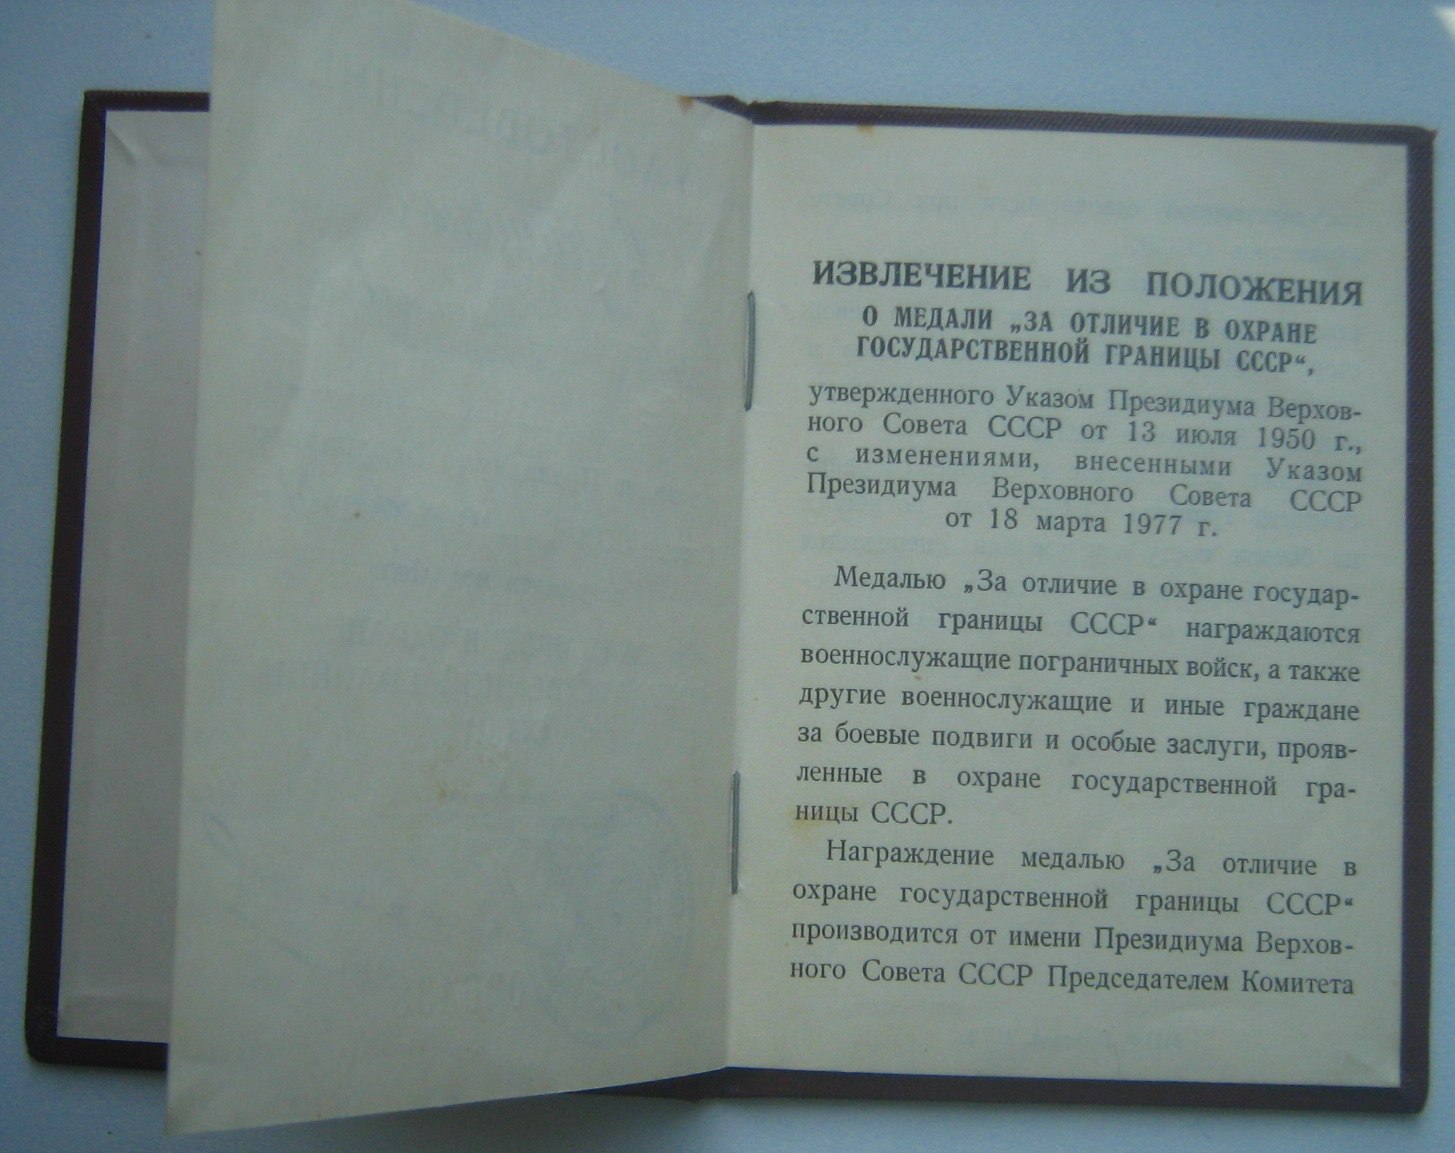 ИЗВЛЕЧЕНИЕ ИЗ ПОЛОЖЕНИЯ
О МЕДАЛИ „ЗА ОТЛИЧИЕ В ОХРАНЕ
ГОСУДАРСТВЕННОЙ ГРАНИЦЫ СССР“,
утвержденного Указом Президиума Верхов-
ного Совета СССР от 13 июля 1950 г.,
с изменениями, внесенными Указом
Президиума Верховного Совета СССР
от 18 марта 1977 г.
Медалью „За отличие в охране государ-
ственной границы СССР“ награждаются
военнослужащие пограничных войск, а также
другие военнослужащие и иные граждане
за боевые подвиги и особые заслуги, прояв-
ленные в охране государственной гра-
ницы СССР.
Награждение медалью „За отличие в
охране государственной границы СССР“
производится от имени Президиума Верхов-
ного Совета СССР Председателем Комитета